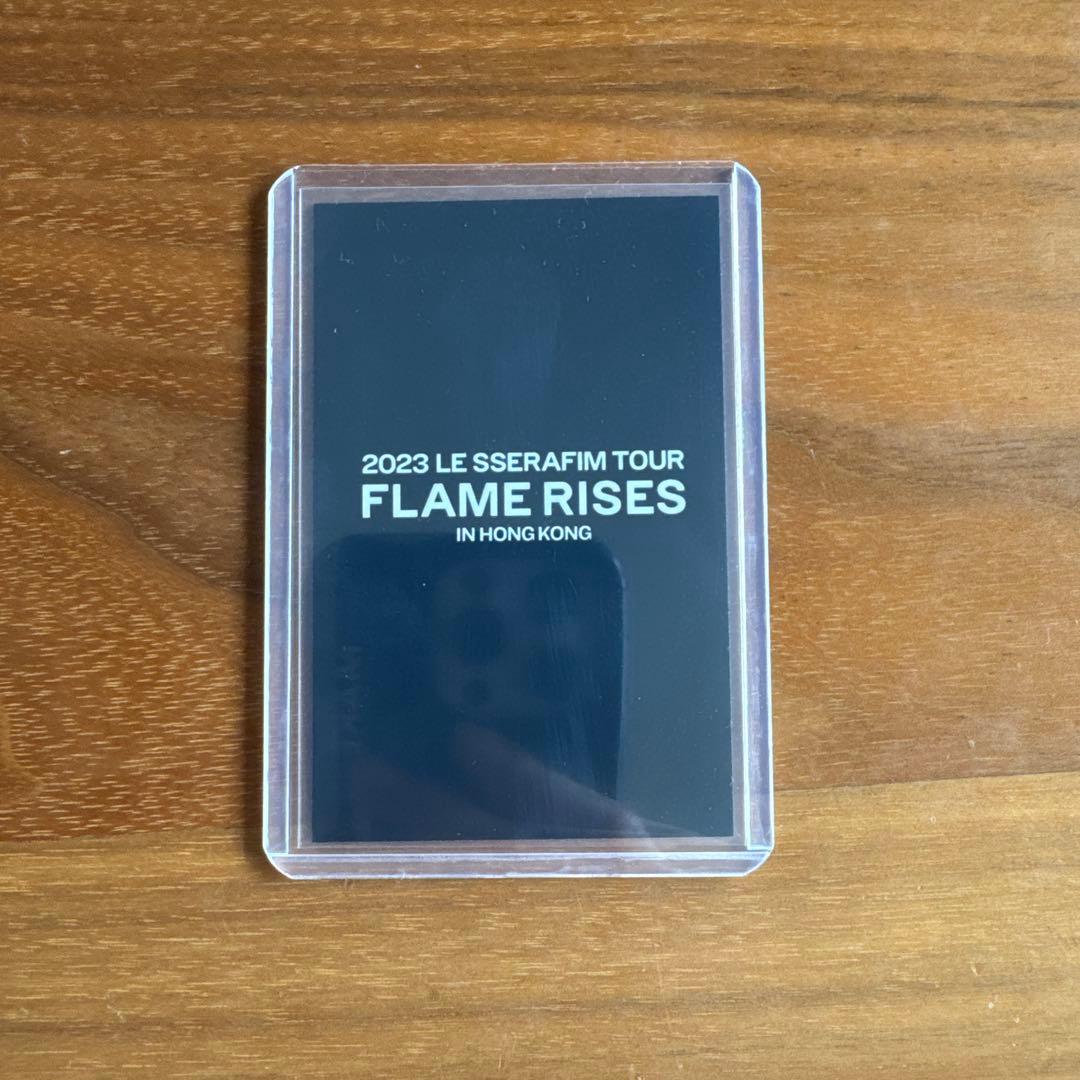 2023 LE SSERAFIM TOUR
FLAME RISES
IN HONG KONG